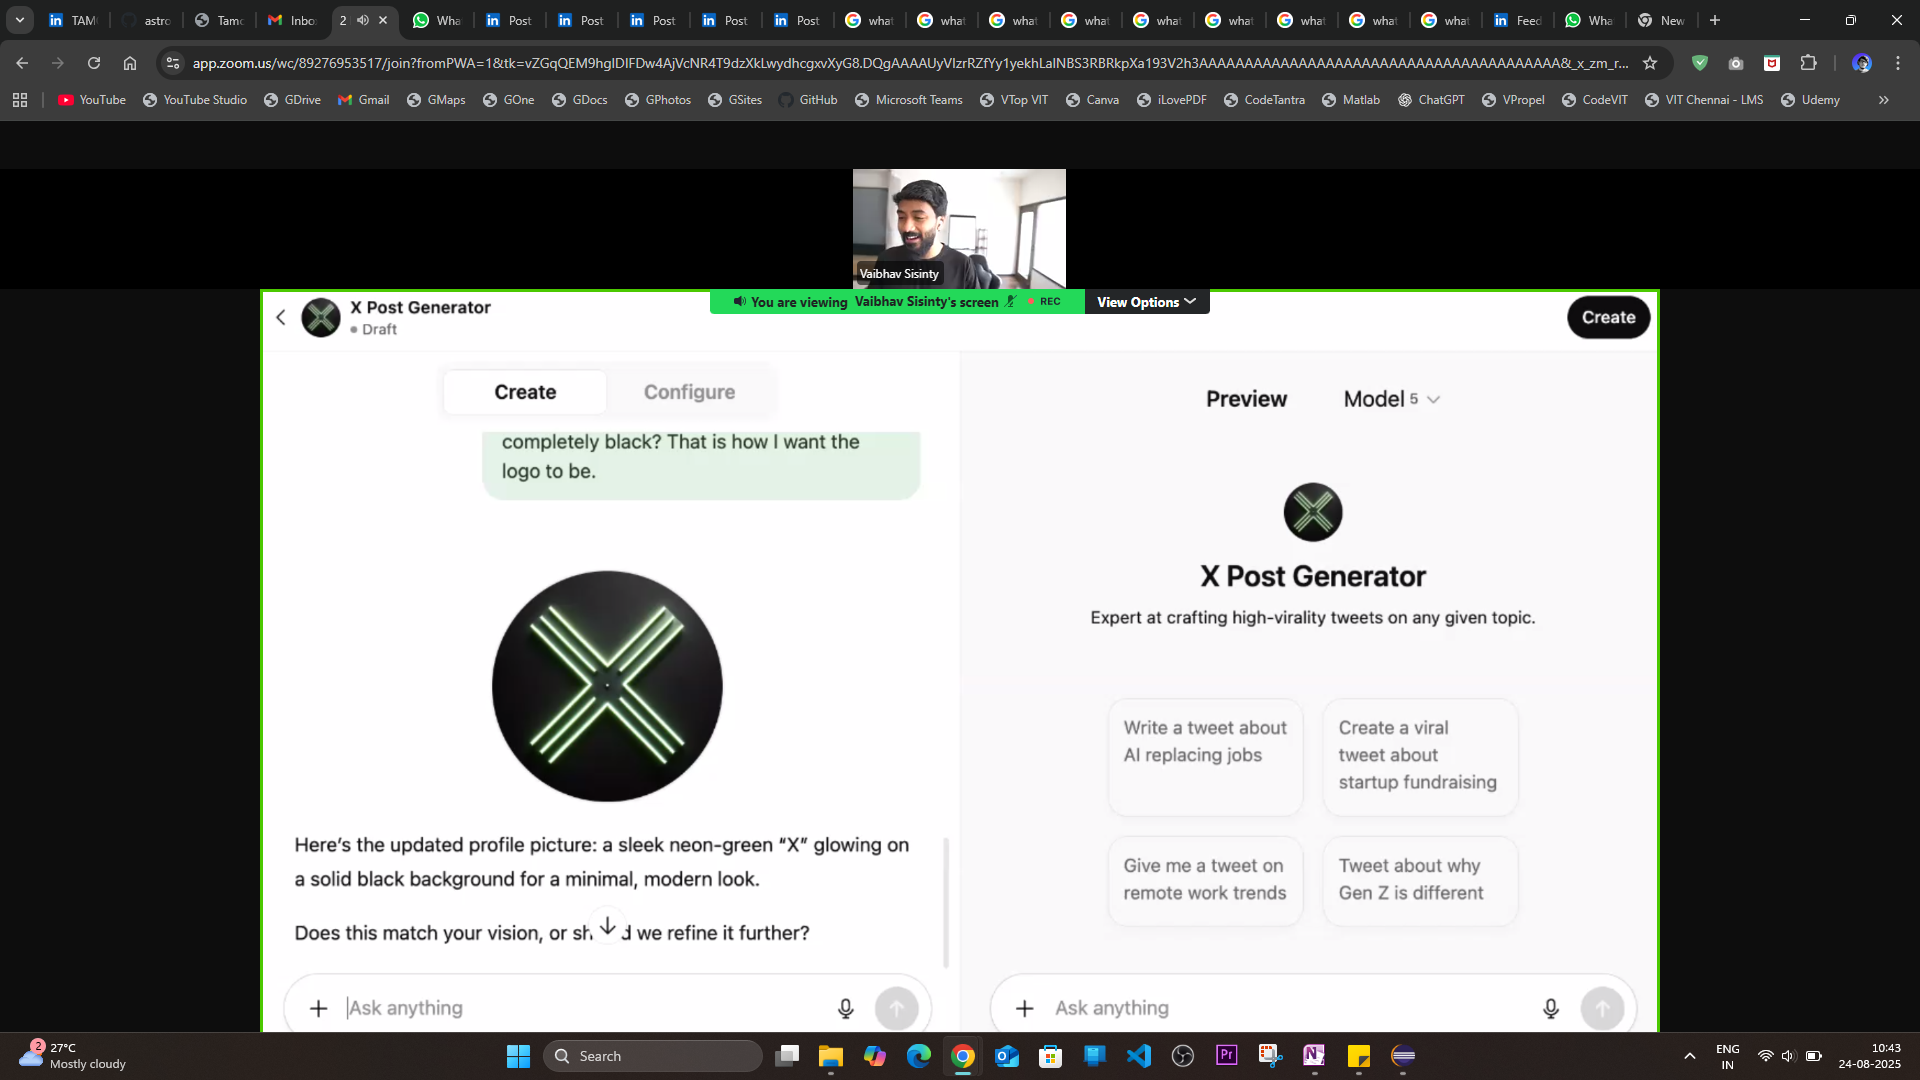 TAM
astro
Tamc
Inbo
2
Wha
Post
Post
Post
Post
Post
what
what
what
what
what
what
what
what
what
Feed
Wha
New
app.zoom.us/wc/89276953517/join?fromPWA=1&tk=
YouTube
YouTube Studio
GDrive
Gmail
GMaps
GOne
GDocs
GPhotos
GSites
GitHub
Microsoft Teams
VTop VIT
Canva
iLovePDF
CodeTantra
Matlab
ChatGPT
VPropel
CodeVIT
VIT Chennai - LMS
Udemy
Vaibhav Sisinty
You are viewing Vaibhav Sisinty's screen
REC
View Options
X Post Generator
Draft
Create
Create
Configure
completely black? That is how I want the
logo to be.
Here’s the updated profile picture: a sleek neon-green “X” glowing on
a solid black background for a minimal, modern look.
Does this match your vision, or sh d we refine it further?
Ask anything
Preview
Model 5
X Post Generator
Expert at crafting high-virality tweets on any given topic.
Write a tweet about
AI replacing jobs
Create a viral
tweet about
startup fundraising
Give me a tweet on
remote work trends
Tweet about why
Gen Z is different
Ask anything
2
27°C
Mostly cloudy
Search
Pr
N
ENG
IN
10:43
24-08-2025